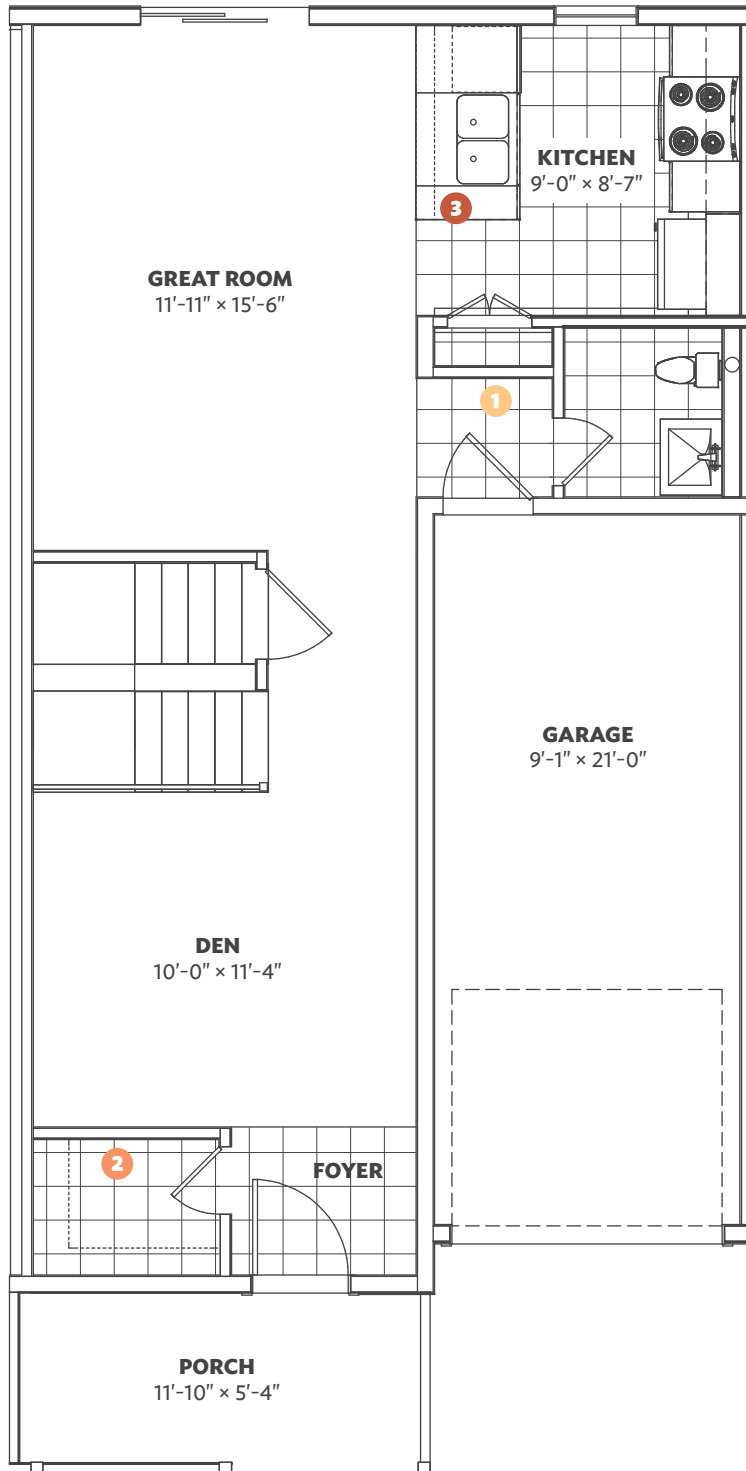 KITCHEN
9'-0" × 8'-7"
3
GREAT ROOM
11'-11" × 15'-6"
1
GARAGE
9'-1" × 21'-0"
DEN
10'-0" × 11'-4"
2
FOYER
PORCH
11'-10" × 5'-4"